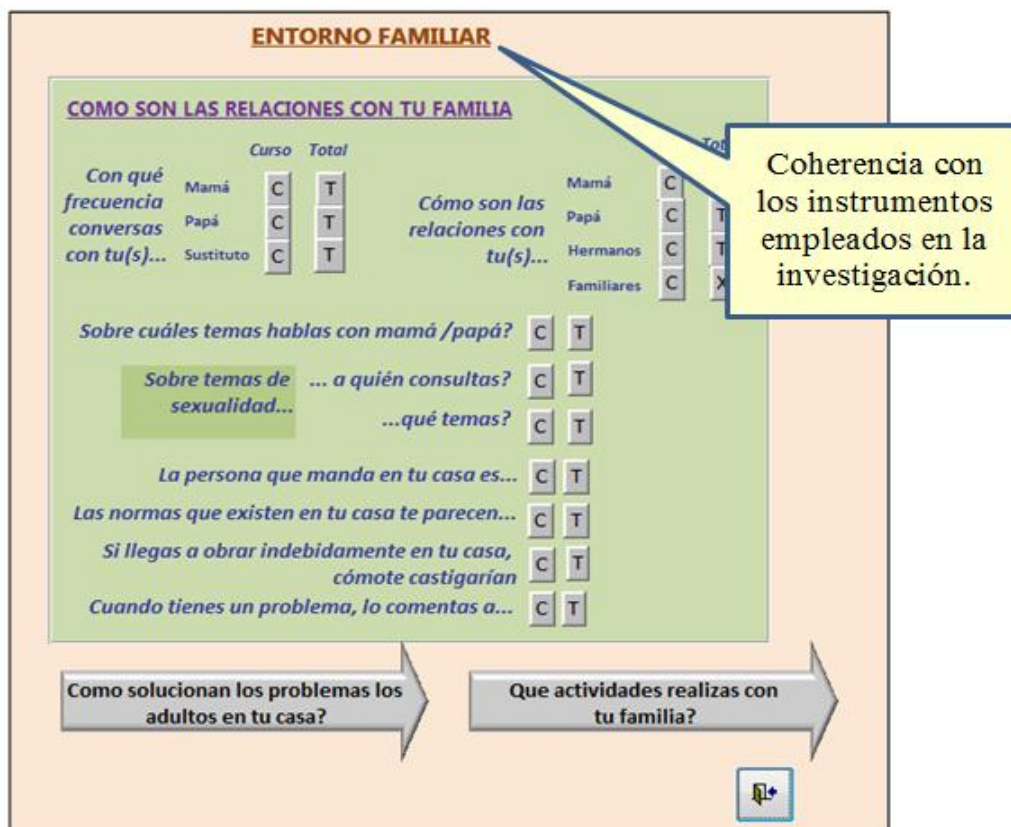 ENTORNO FAMILIAR
COMO SON LAS RELACIONES CON TU FAMILIA
Curso Total
Con qué
frecuencia
conversas
con tu(s)...
Mamá C T
Papá C T
Sustituto C T
Cómo son las
relaciones con
tu(s)...
Mamá C
Papá C T
Hermanos C T
Familiares C X
Coherencia con
los instrumentos
empleados en la
investigación.
Sobre cuáles temas hablas con mamá /papá? C T
Sobre temas de
sexualidad...
... a quién consultas? C T
...qué temas? C T
La persona que manda en tu casa es... C T
Las normas que existen en tu casa te parecen... C T
Si llegas a obrar indebidamente en tu casa,
cómote castigarían C T
Cuando tienes un problema, lo comentas a... C T
Como solucionan los problemas los
adultos en tu casa?
Que actividades realizas con
tu familia?